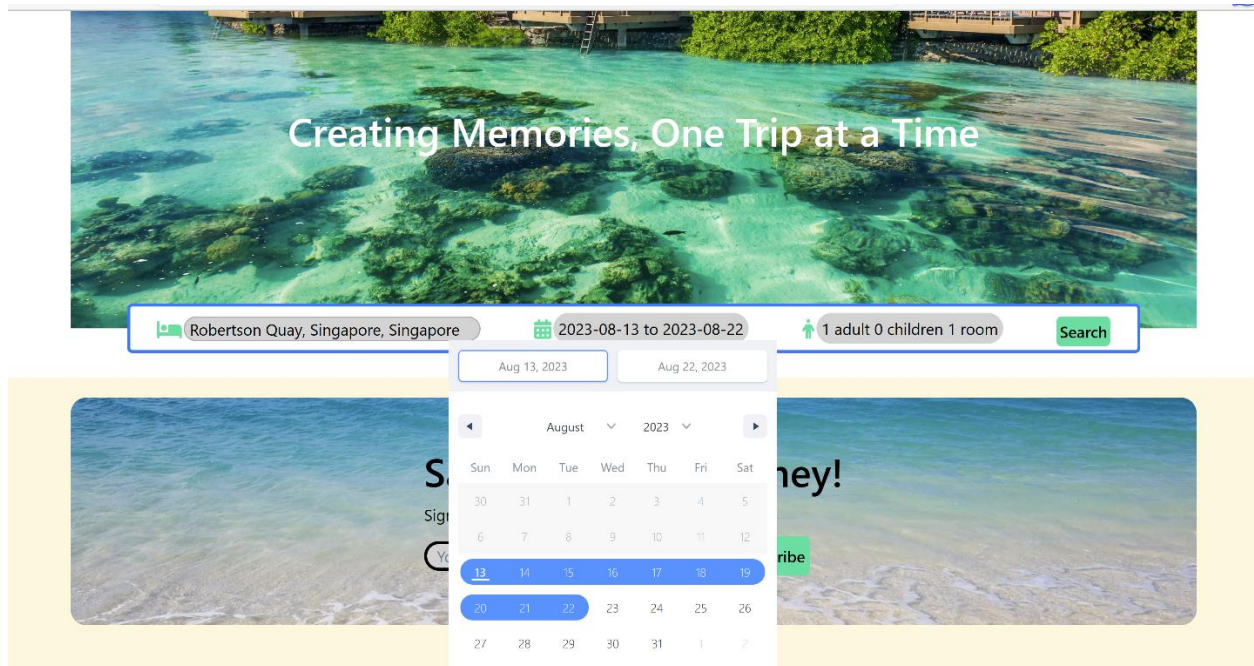 Creating Memories, One Trip at a Time
Robertson Quay, Singapore, Singapore 2023-08-13 to 2023-08-22 1 adult 0 children 1 room Search
Aug 13, 2023 Aug 22, 2023
August 2023
Sun Mon Tue Wed Thu Fri Sat
30 31 1 2 3 4 5
6 7 8 9 10 11 12
13 14 15 16 17 18 19
20 21 22 23 24 25 26
27 28 29 30 31 1 2